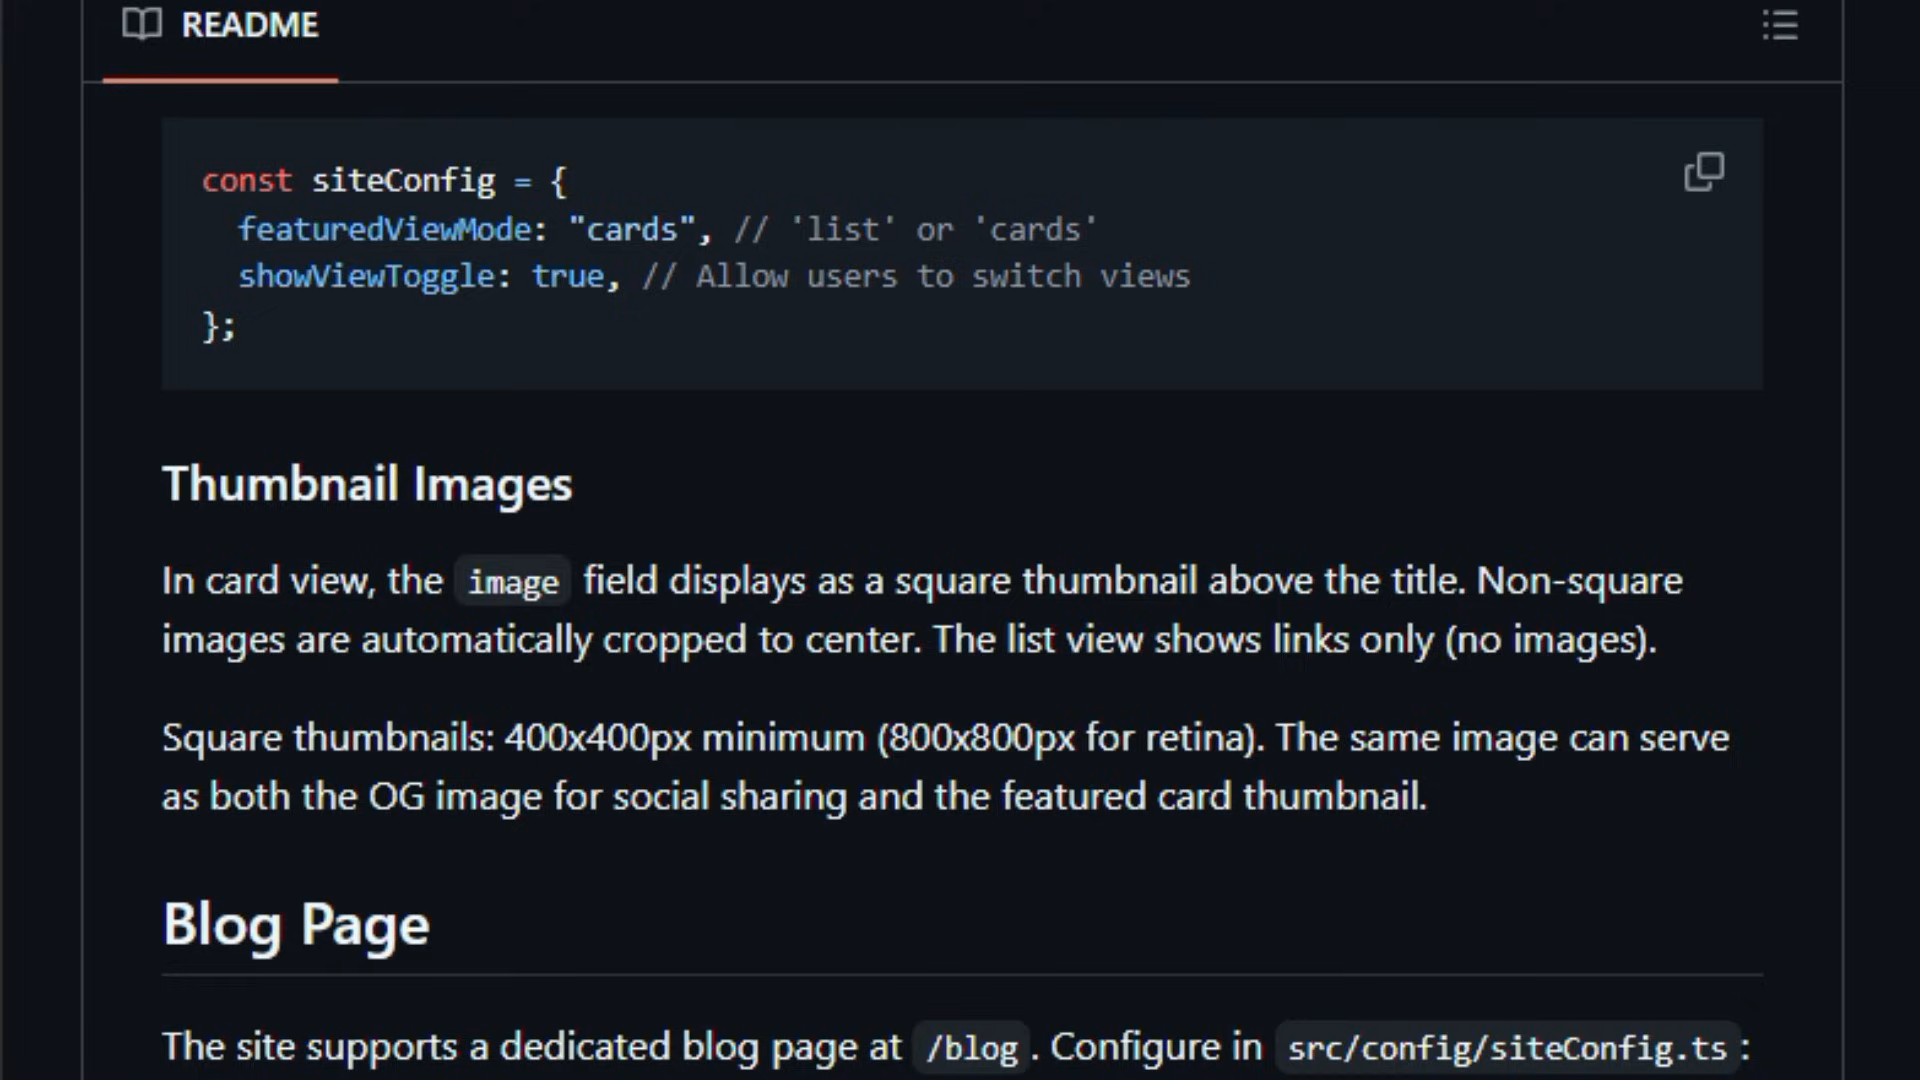 README
const siteConfig = {
  featuredViewMode: "cards", // 'list' or 'cards'
  showViewToggle: true, // Allow users to switch views
};
Thumbnail Images
In card view, the image field displays as a square thumbnail above the title. Non-square
images are automatically cropped to center. The list view shows links only (no images).
Square thumbnails: 400x400px minimum (800x800px for retina). The same image can serve
as both the OG image for social sharing and the featured card thumbnail.
Blog Page
The site supports a dedicated blog page at /blog . Configure in src/config/siteConfig.ts :